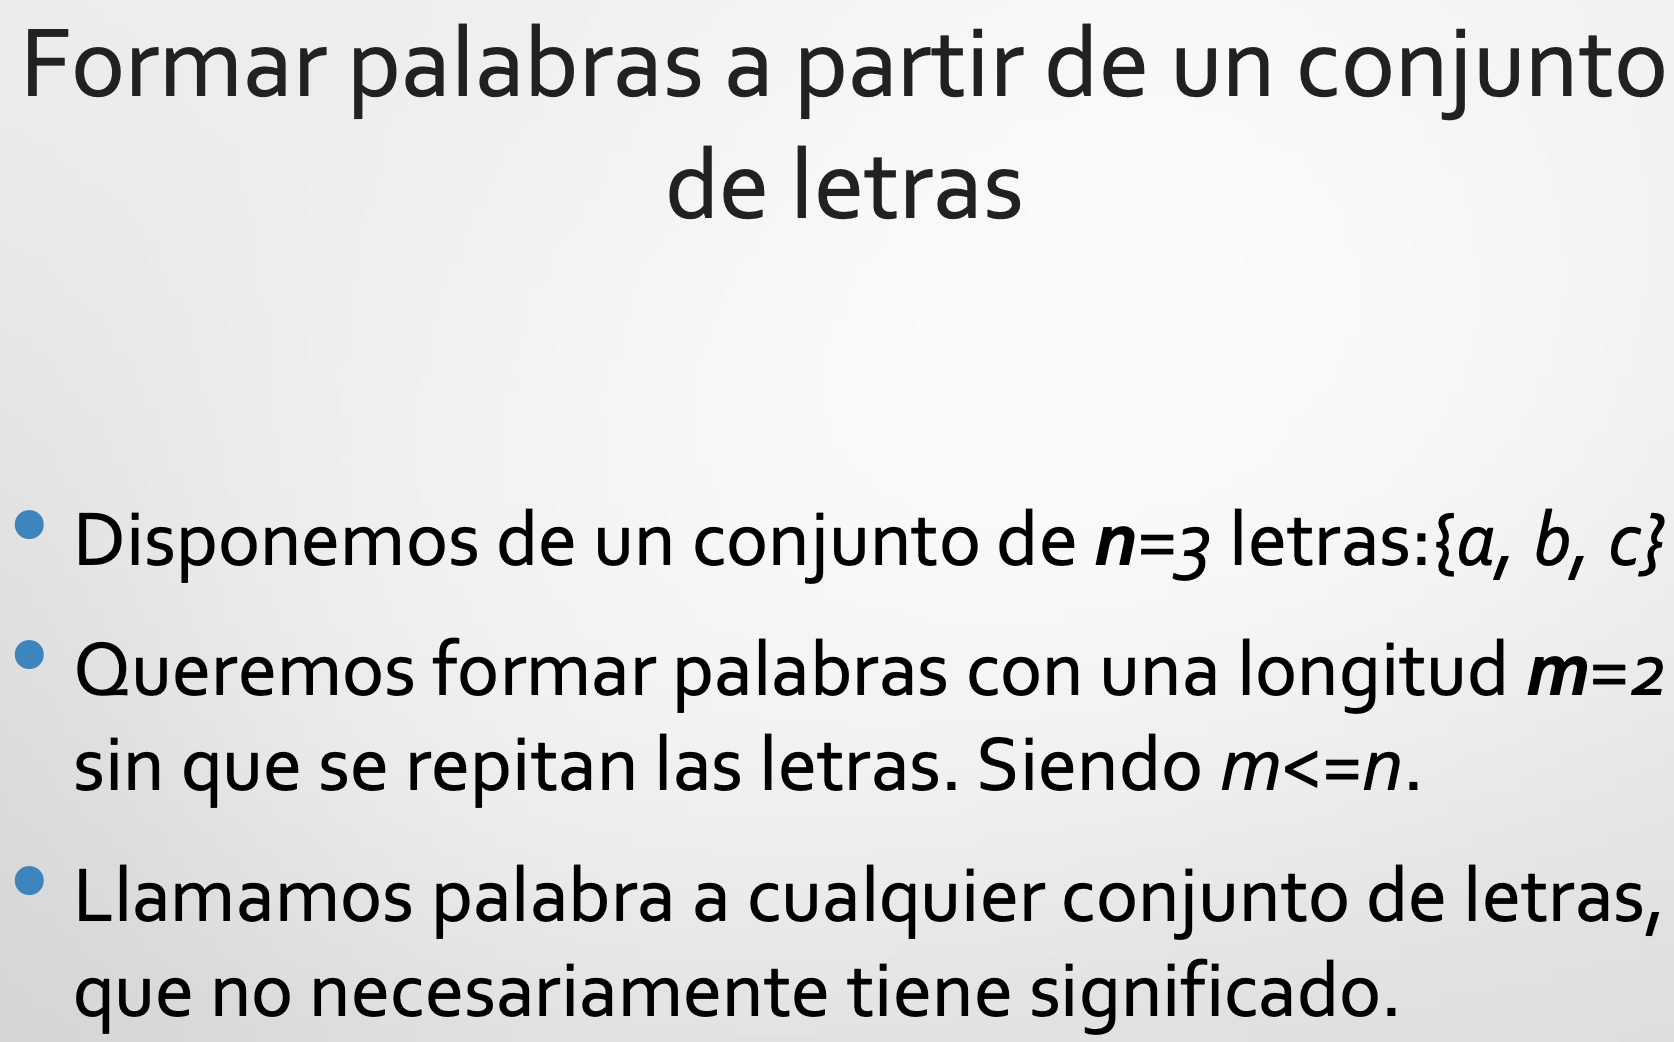 Formar palabras a partir de un conjunto
de letras
• Disponemos de un conjunto de n=3 letras:{a, b, c}
• Queremos formar palabras con una longitud m=2
sin que se repitan las letras. Siendo m<=n.
• Llamamos palabra a cualquier conjunto de letras,
que no necesariamente tiene significado.